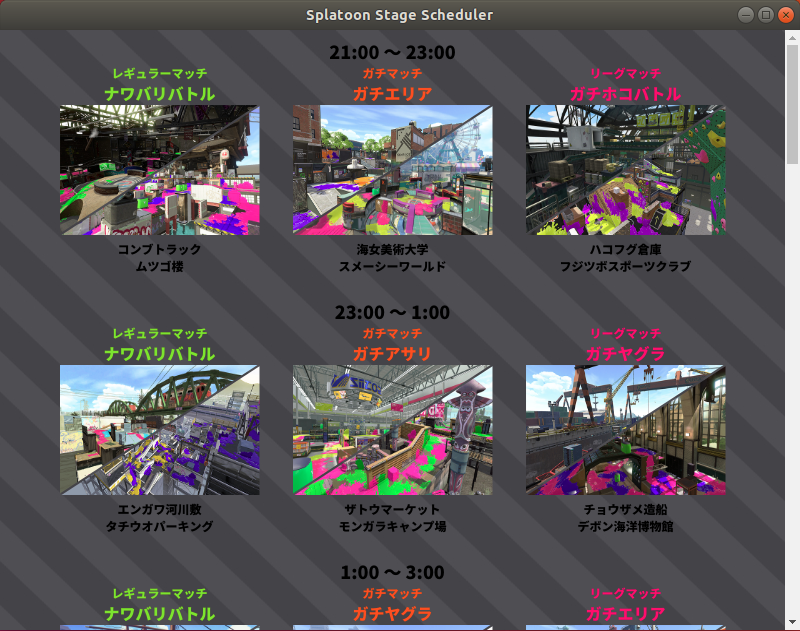 Splatoon Stage Scheduler
21:00 〜 23:00
レギュラーマッチ
ナワバリバトル
コンブトラック
ムツゴ楼
ガチマッチ
ガチエリア
海女美術大学
スメーシーワールド
リーグマッチ
ガチホコバトル
ハコフグ倉庫
フジツボスポーツクラブ
23:00 〜 1:00
レギュラーマッチ
ナワバリバトル
エンガワ河川敷
タチウオパーキング
ガチマッチ
ガチアサリ
ザトウマーケット
モンガラキャンプ場
リーグマッチ
ガチヤグラ
チョウザメ造船
デボン海洋博物館
1:00 〜 3:00
レギュラーマッチ
ナワバリバトル
ガチマッチ
ガチヤグラ
リーグマッチ
ガチエリア